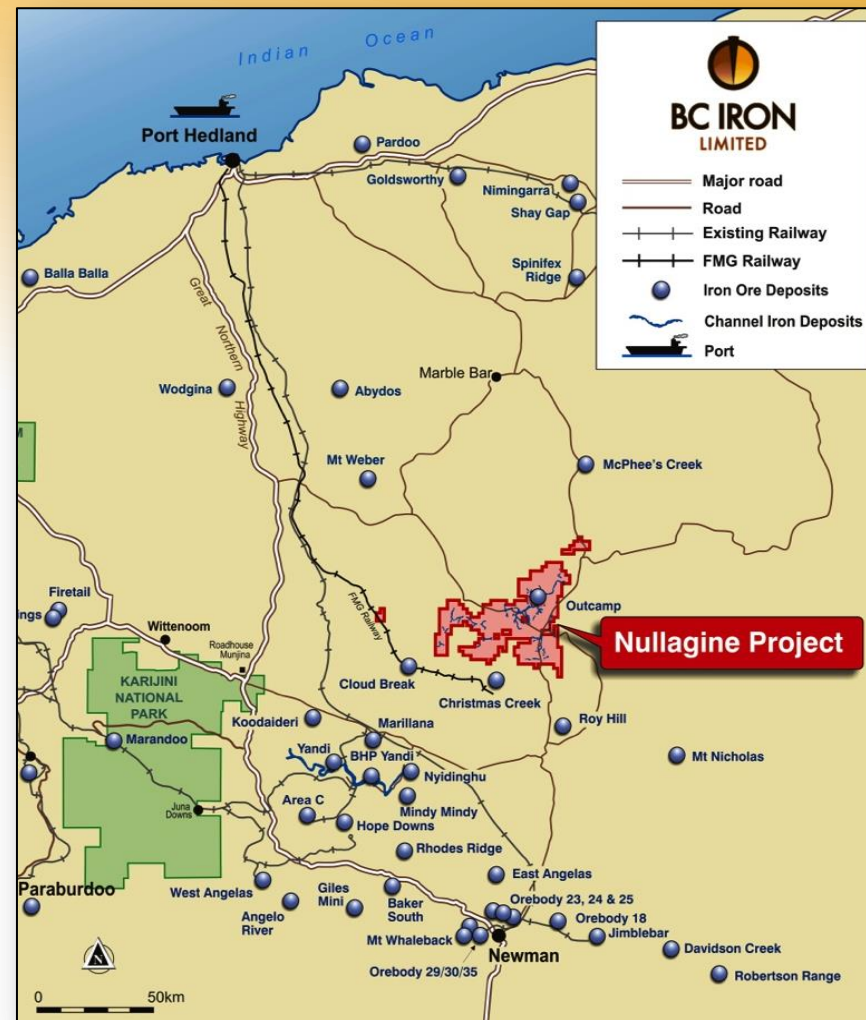 Indian Ocean
BC IRON
LIMITED
Major road
Road
Existing Railway
FMG Railway
Iron Ore Deposits
Channel Iron Deposits
Port
Port Hedland
Pardoo
Goldsworthy
Nimingarra
Shay Gap
Balla Balla
Spinifex
Ridge
Great Northern Highway
Wodgina
Abydos
Marble Bar
Mt Weber
McPhee's Creek
Firetail
ings
Wittenoom
Roadhouse
Munjina
FMG Railway
Outcamp
Nullagine Project
KARIJINI
NATIONAL
PARK
Cloud Break
Christmas Creek
Koodaideri
Marillana
Roy Hill
Marandoo
Yandi
BHP Yandi
Nyidinghu
Mt Nicholas
Juna
Downs
Area C
Mindy Mindy
Hope Downs
Rhodes Ridge
Paraburdoo
West Angelas
Angelo
River
Giles
Mini
Baker
South
East Angelas
Orebody 23, 24 & 25
Orebody 18
Mt Whaleback
Newman
Jimblebar
Orebody 29/30/35
Davidson Creek
Robertson Range
N
0 50km